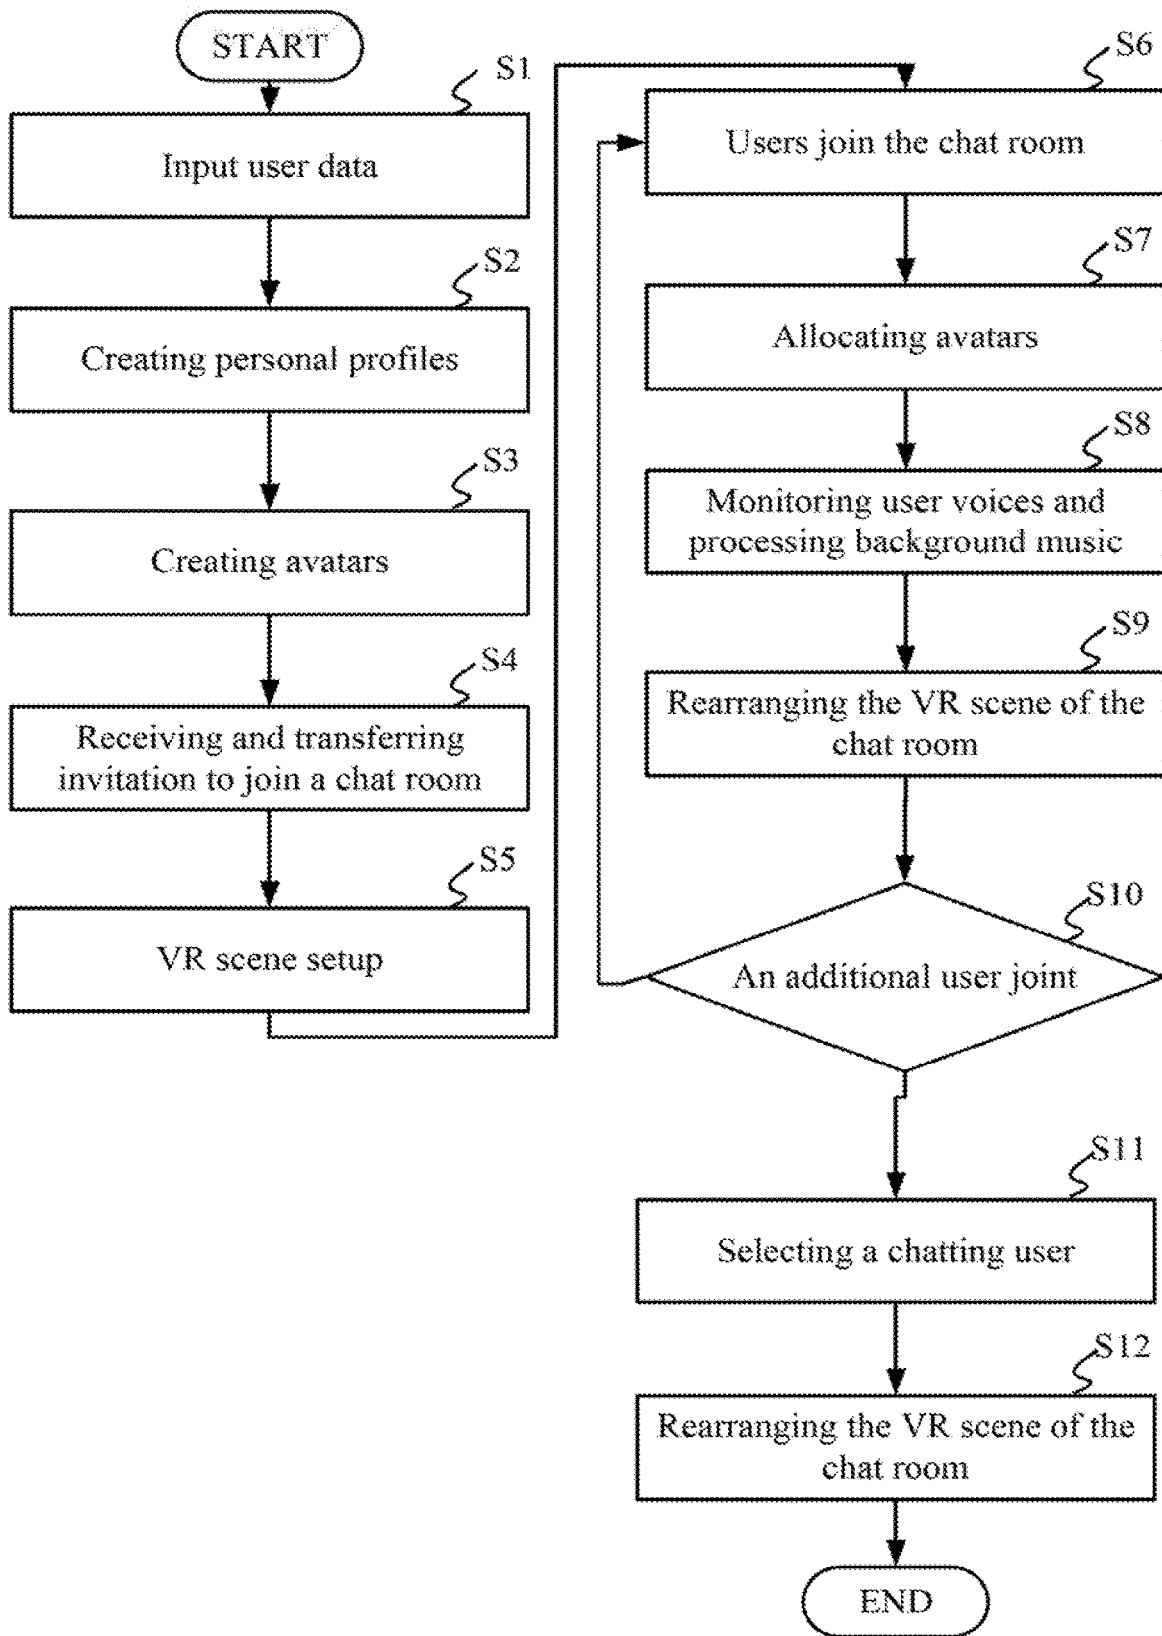 START
S1
Input user data
S2
Creating personal profiles
S3
Creating avatars
S4
Receiving and transferring
invitation to join a chat room
S5
VR scene setup
S6
Users join the chat room
S7
Allocating avatars
S8
Monitoring user voices and
processing background music
S9
Rearranging the VR scene of the
chat room
S10
An additional user joint
S11
Selecting a chatting user
S12
Rearranging the VR scene of the
chat room
END